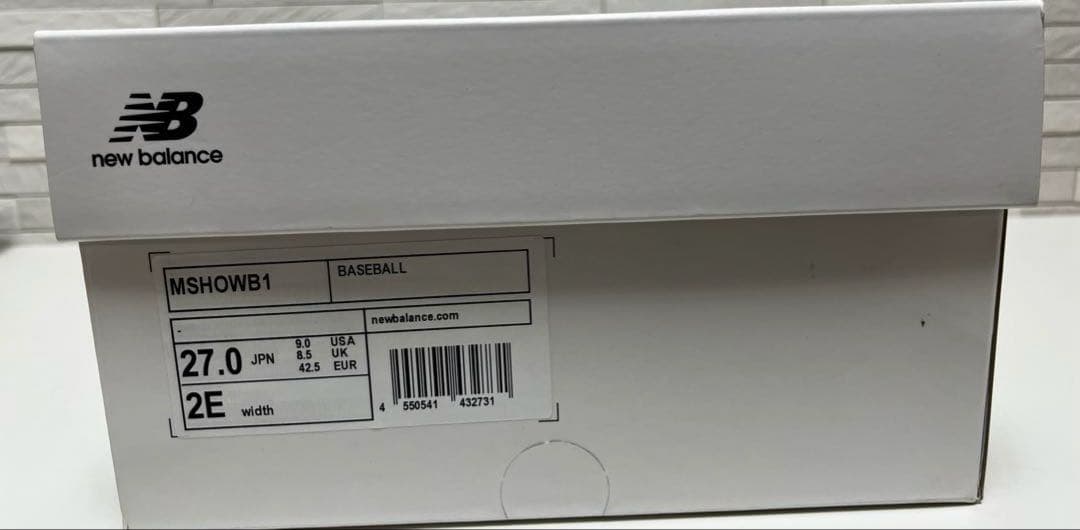 NB
new balance
MSHOWB1
BASEBALL
-
newbalance.com
27.0 JPN
9.0 USA
8.5 UK
42.5 EUR
2E width
4 550541 432731